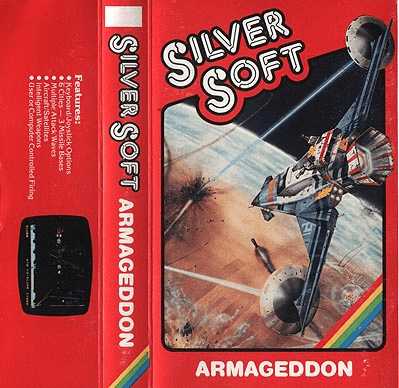 Features:
● Keyboard/Joystick Options
● 6 Cities — 3 Missile Bases
● Multiple Attack Waves
● Aircraft/Satellites
● Intelligent Weapons
● User or Computer Controlled Firing
SILVER SOFT ARMAGEDDON
SILVER
SOFT
ARMAGEDDON